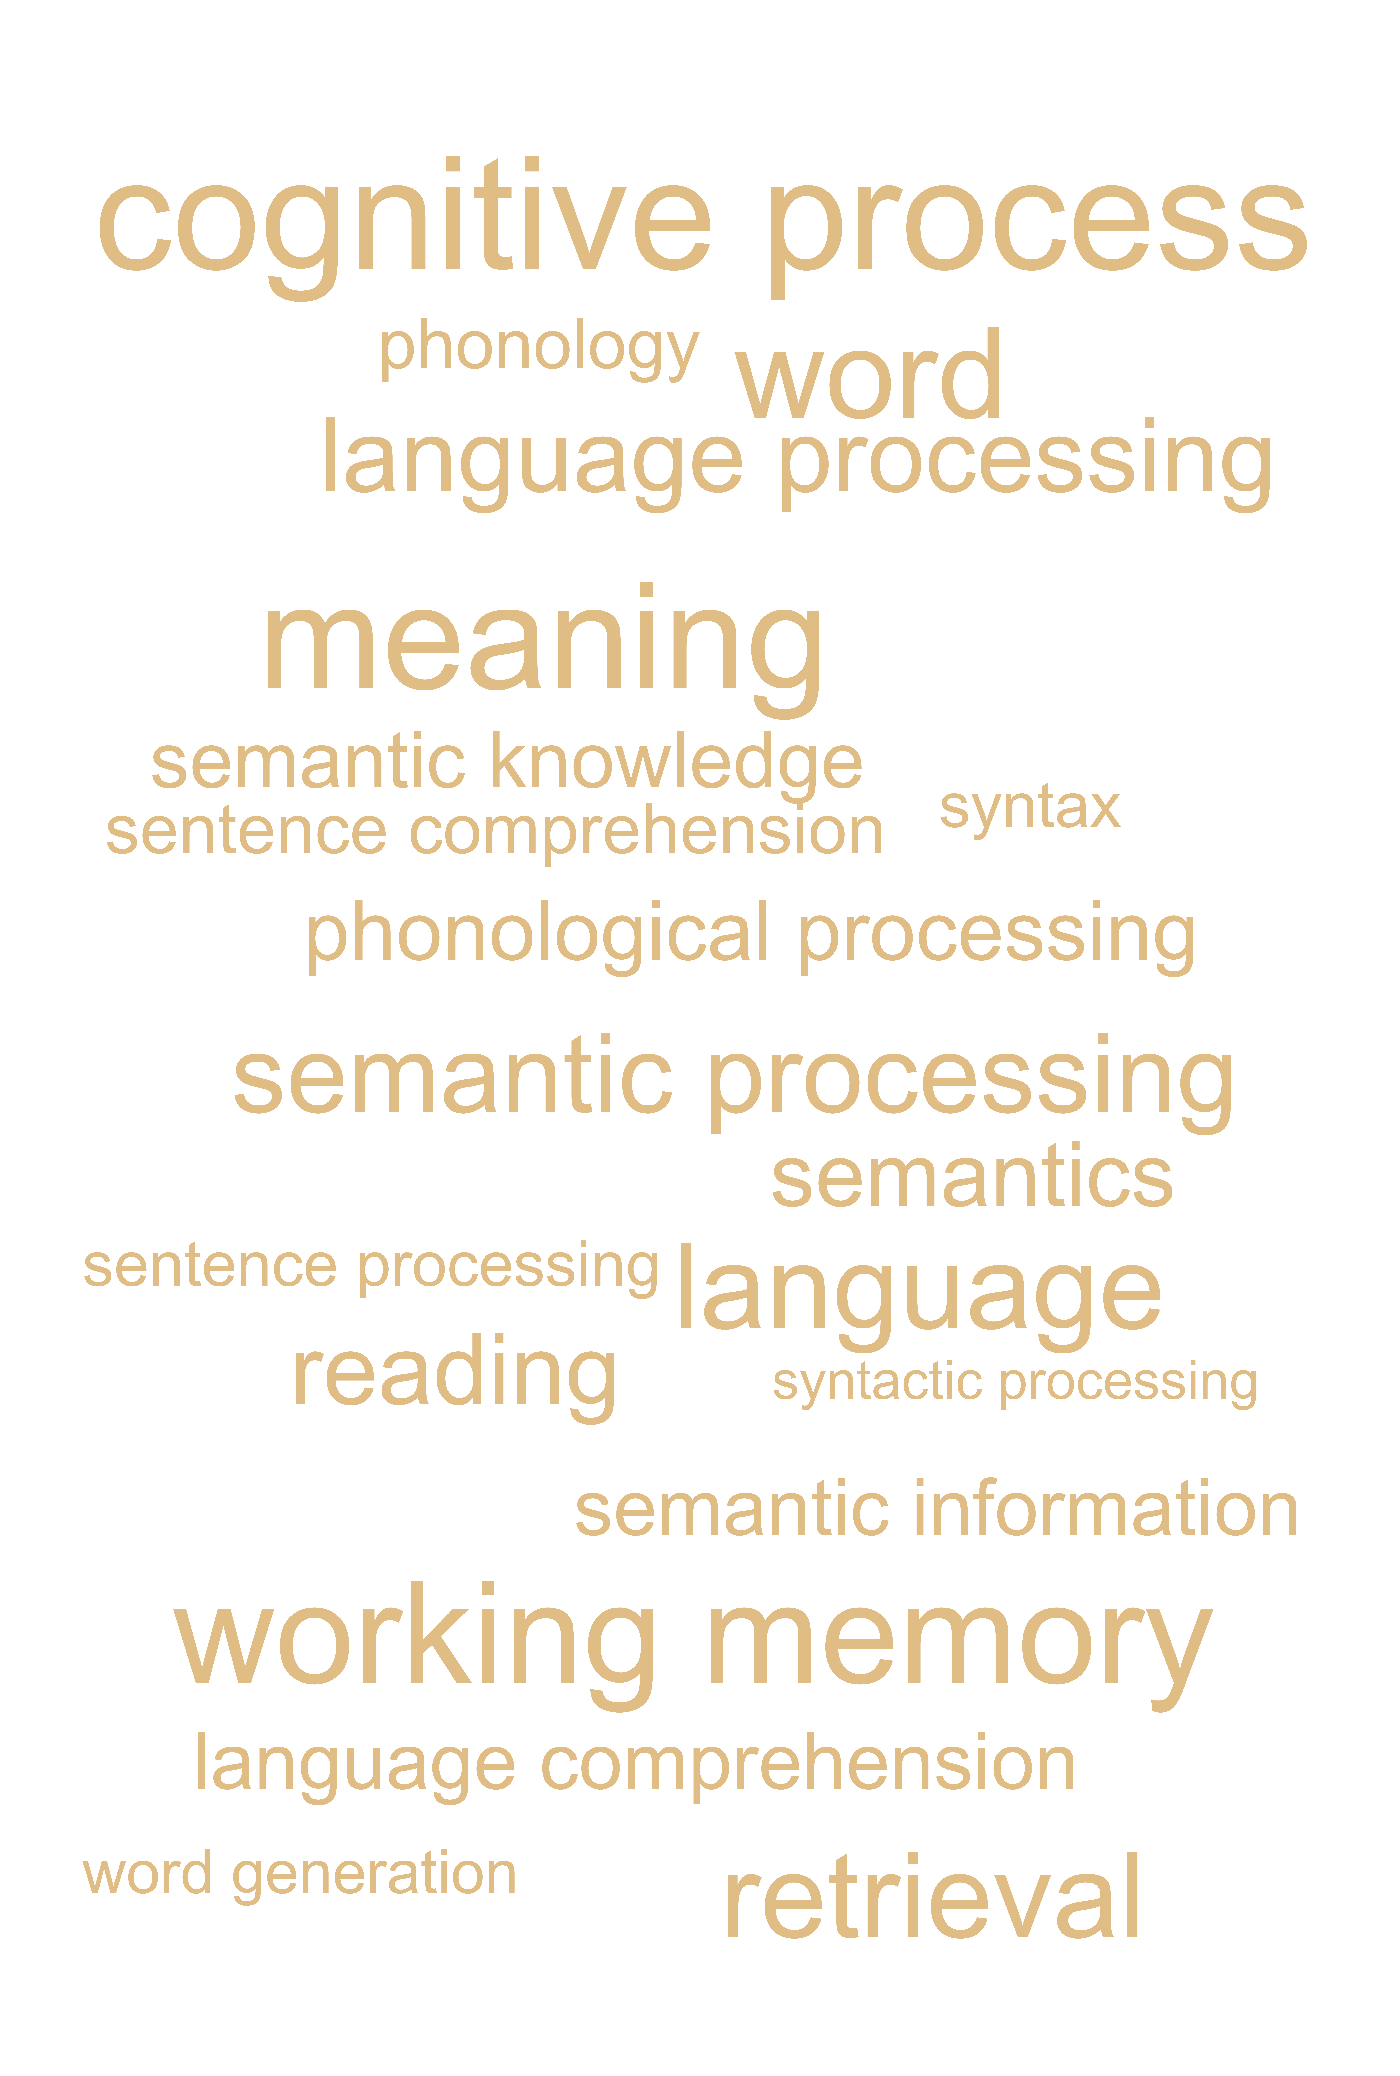 cognitive process
phonology
word
language processing
meaning
semantic knowledge
syntax
sentence comprehension
phonological processing
semantic processing
semantics
sentence processing
language
reading
syntactic processing
semantic information
working memory
language comprehension
word generation
retrieval